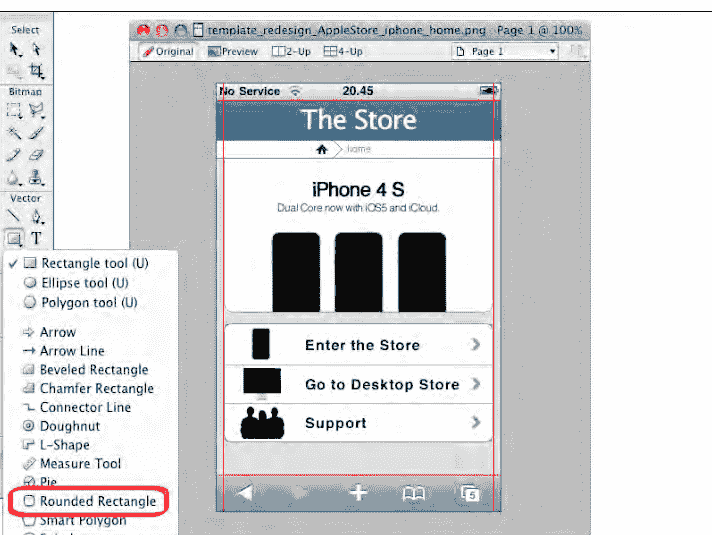 Select
template_redesign_AppleStore_iphone_home.png Page 1 @ 100%
Original Preview 2-Up 4-Up Page 1
Bitmap
Vector
T
No Service 20.45
The Store
home
iPhone 4 S
Dual Core now with iOS5 and iCloud.
Enter the Store
Go to Desktop Store
Support
5
Rectangle tool (U)
Ellipse tool (U)
Polygon tool (U)
Arrow
Arrow Line
Beveled Rectangle
Chamfer Rectangle
Connector Line
Doughnut
L-Shape
Measure Tool
Pie
Rounded Rectangle
Smart Polygon